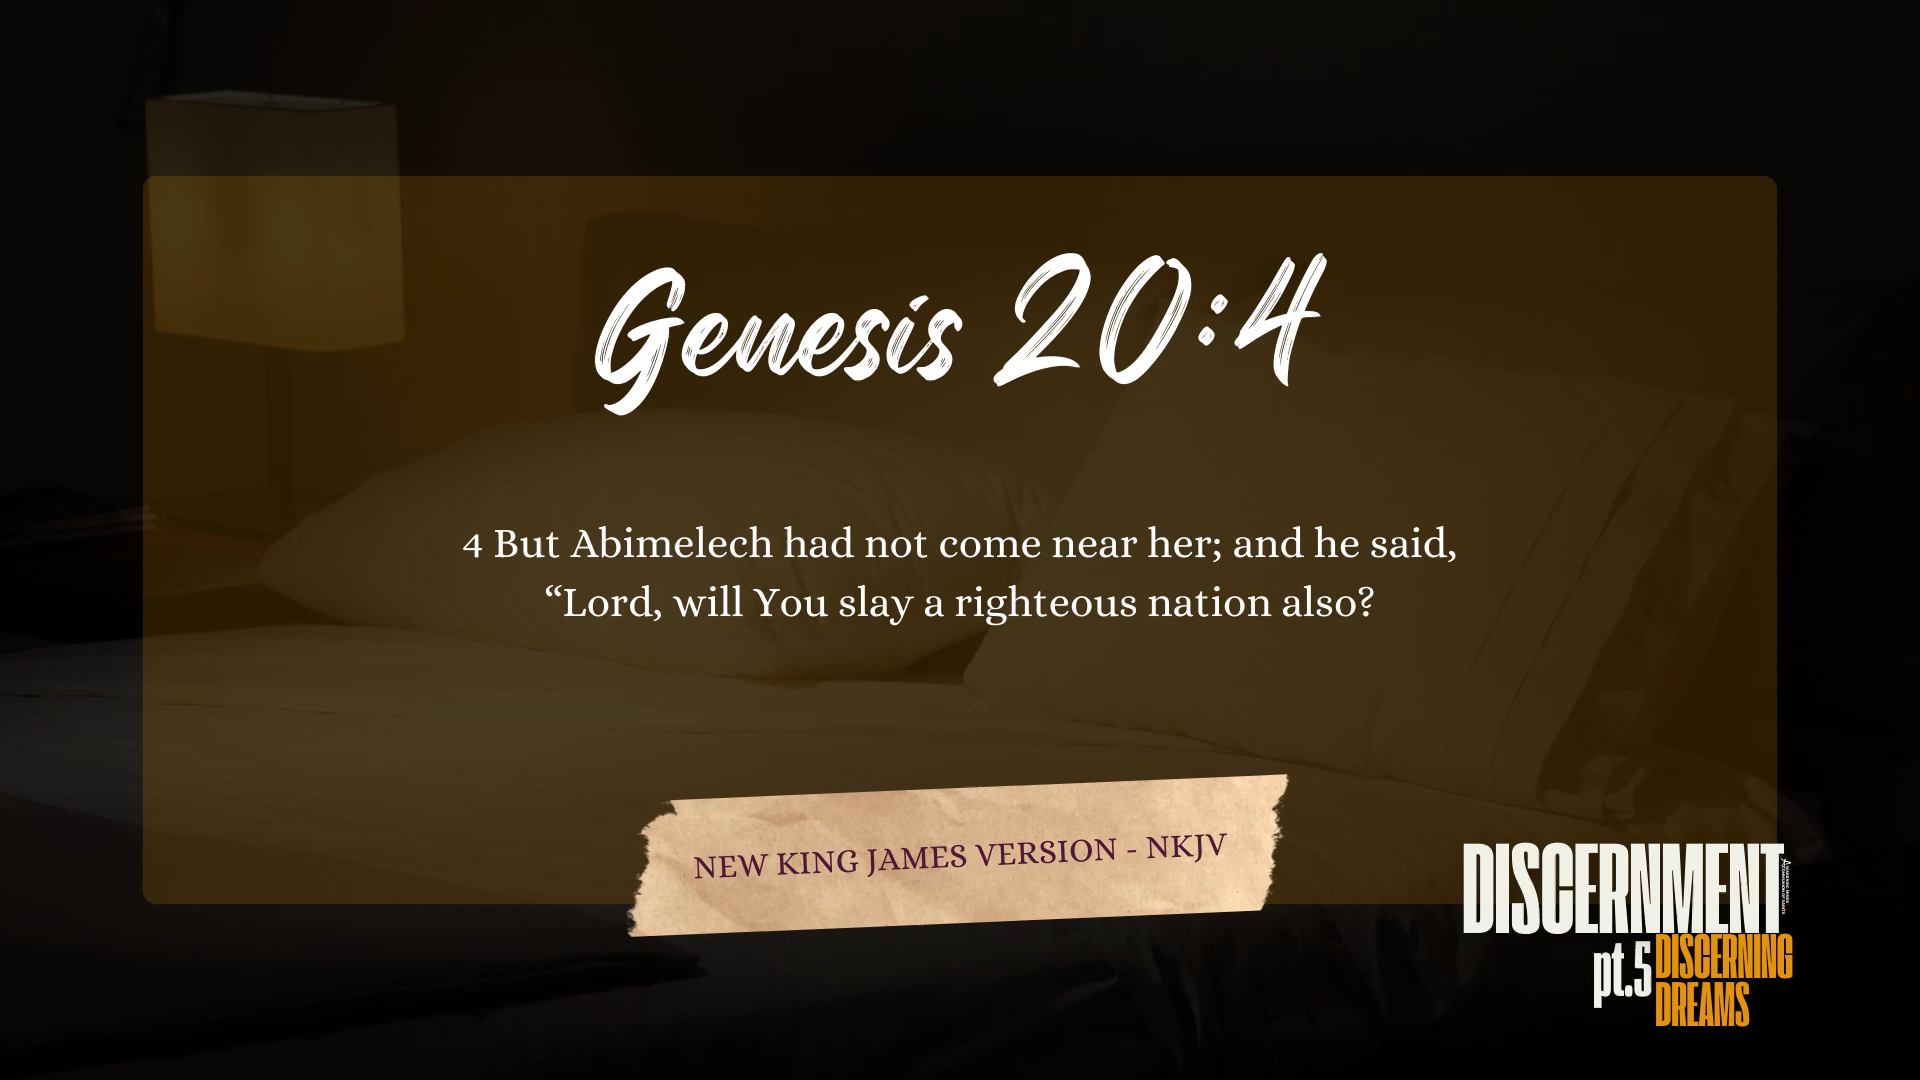 Genesis 20:4
4 But Abimelech had not come near her; and he said,
“Lord, will You slay a righteous nation also?
NEW KING JAMES VERSION - NKJV
DISCERNMENT
pt.5 DISCERNING
DREAMS